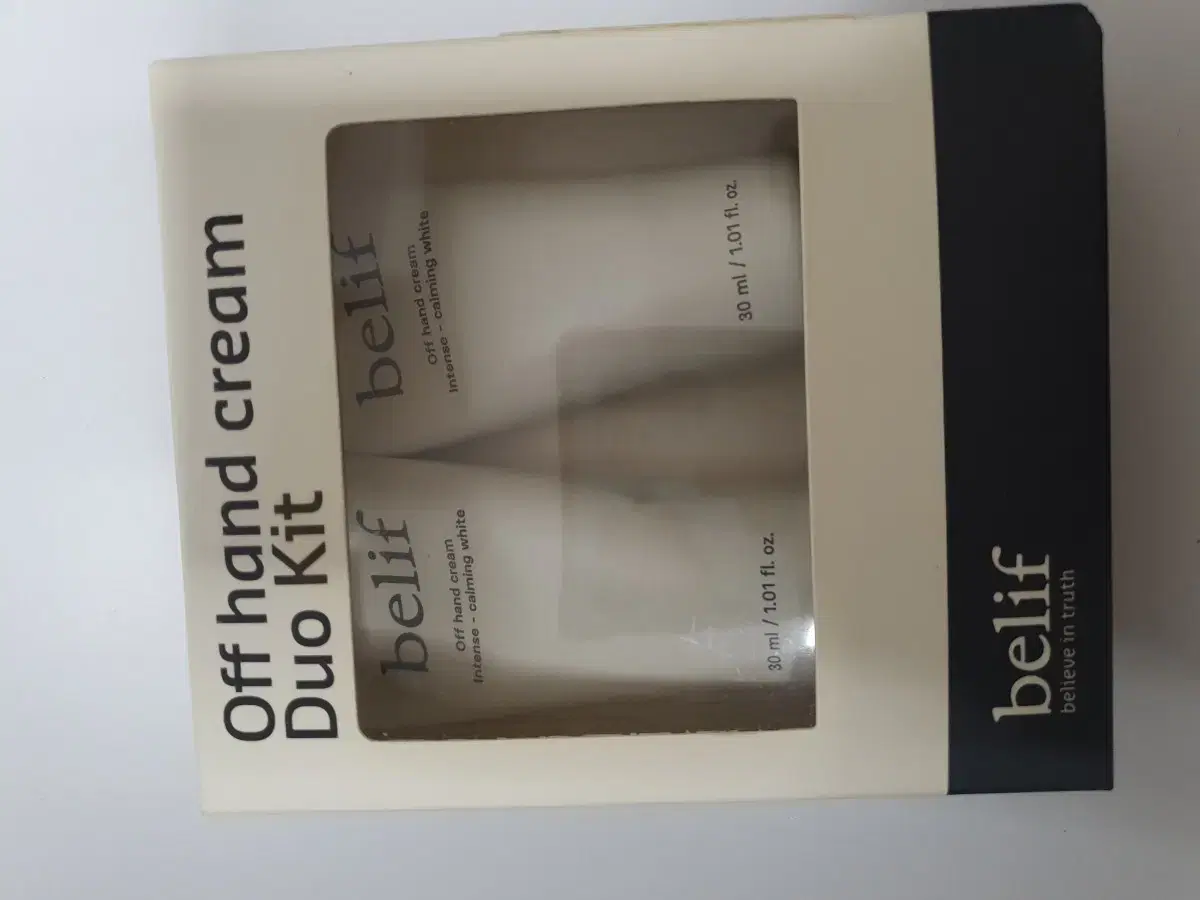 Off hand cream
Duo Kit
belif
Off hand cream
Intense - calming white
30 ml / 1.01 fl. oz.
belif
Off hand cream
Intense - calming white
30 ml / 1.01 fl. oz.
belif
believe in truth